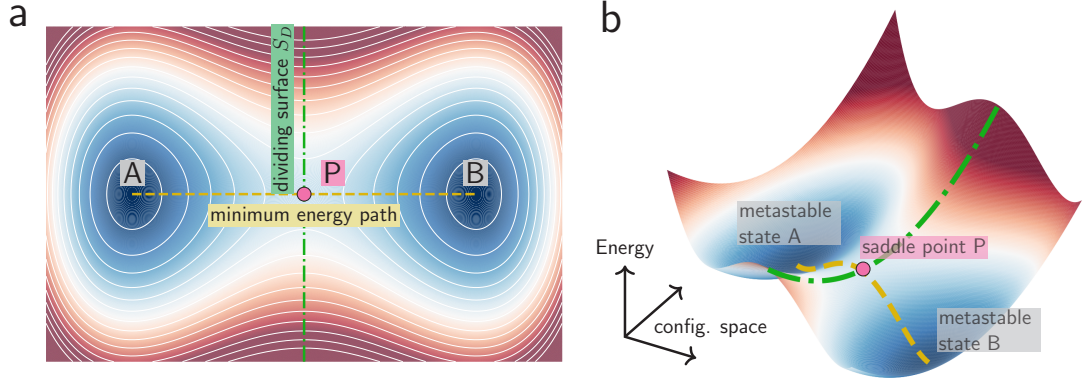 a
dividing surface S_D
A
P
B
minimum energy path
b
metastable
state A
saddle point P
Energy
config. space
metastable
state B